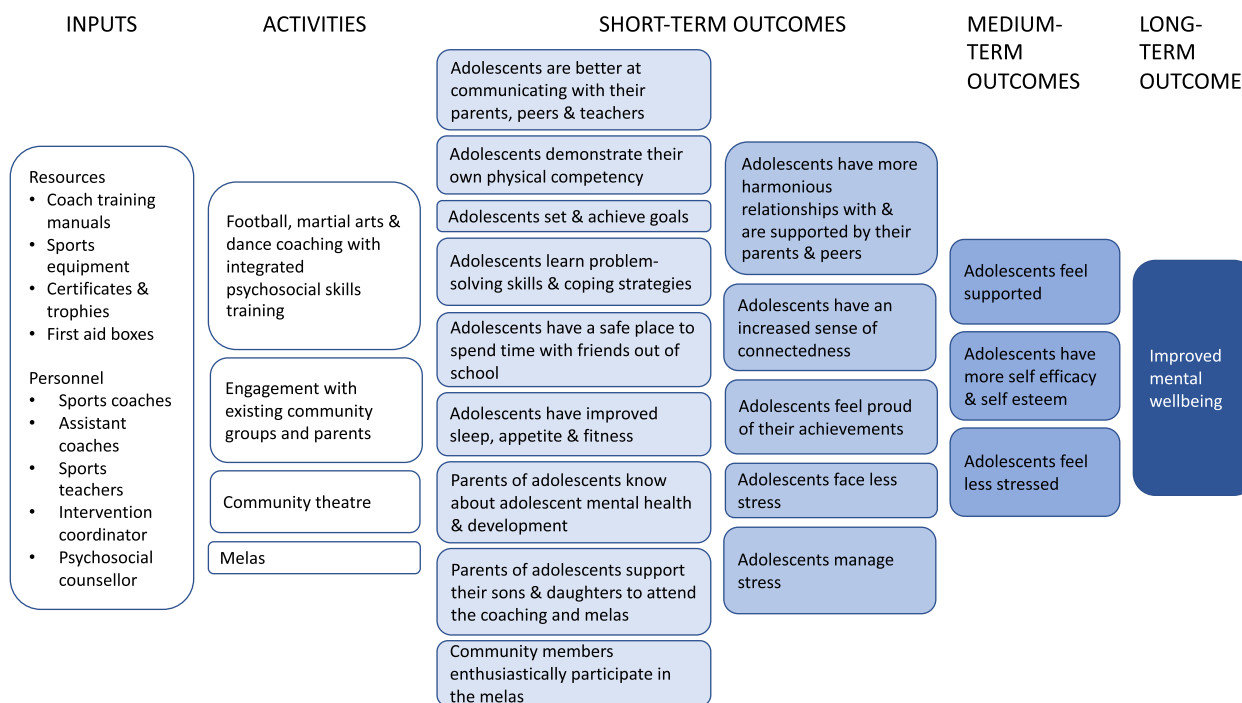 INPUTS
ACTIVITIES
SHORT-TERM OUTCOMES
MEDIUM-
TERM
OUTCOMES
LONG-
TERM
OUTCOME
Resources
• Coach training
manuals
• Sports
equipment
• Certificates &
trophies
• First aid boxes
Personnel
• Sports coaches
• Assistant
coaches
• Sports
teachers
• Intervention
coordinator
• Psychosocial
counsellor
Football, martial arts &
dance coaching with
integrated
psychosocial skills
training
Engagement with
existing community
groups and parents
Community theatre
Melas
Adolescents are better at
communicating with their
parents, peers & teachers
Adolescents demonstrate their
own physical competency
Adolescents set & achieve goals
Adolescents learn problem-
solving skills & coping strategies
Adolescents have a safe place to
spend time with friends out of
school
Adolescents have improved
sleep, appetite & fitness
Parents of adolescents know
about adolescent mental health
& development
Parents of adolescents support
their sons & daughters to attend
the coaching and melas
Community members
enthusiastically participate in
the melas
Adolescents have more
harmonious
relationships with &
are supported by their
parents & peers
Adolescents have an
increased sense of
connectedness
Adolescents feel proud
of their achievements
Adolescents face less
stress
Adolescents manage
stress
Adolescents feel
supported
Adolescents have
more self efficacy
& self esteem
Adolescents feel
less stressed
Improved
mental
wellbeing